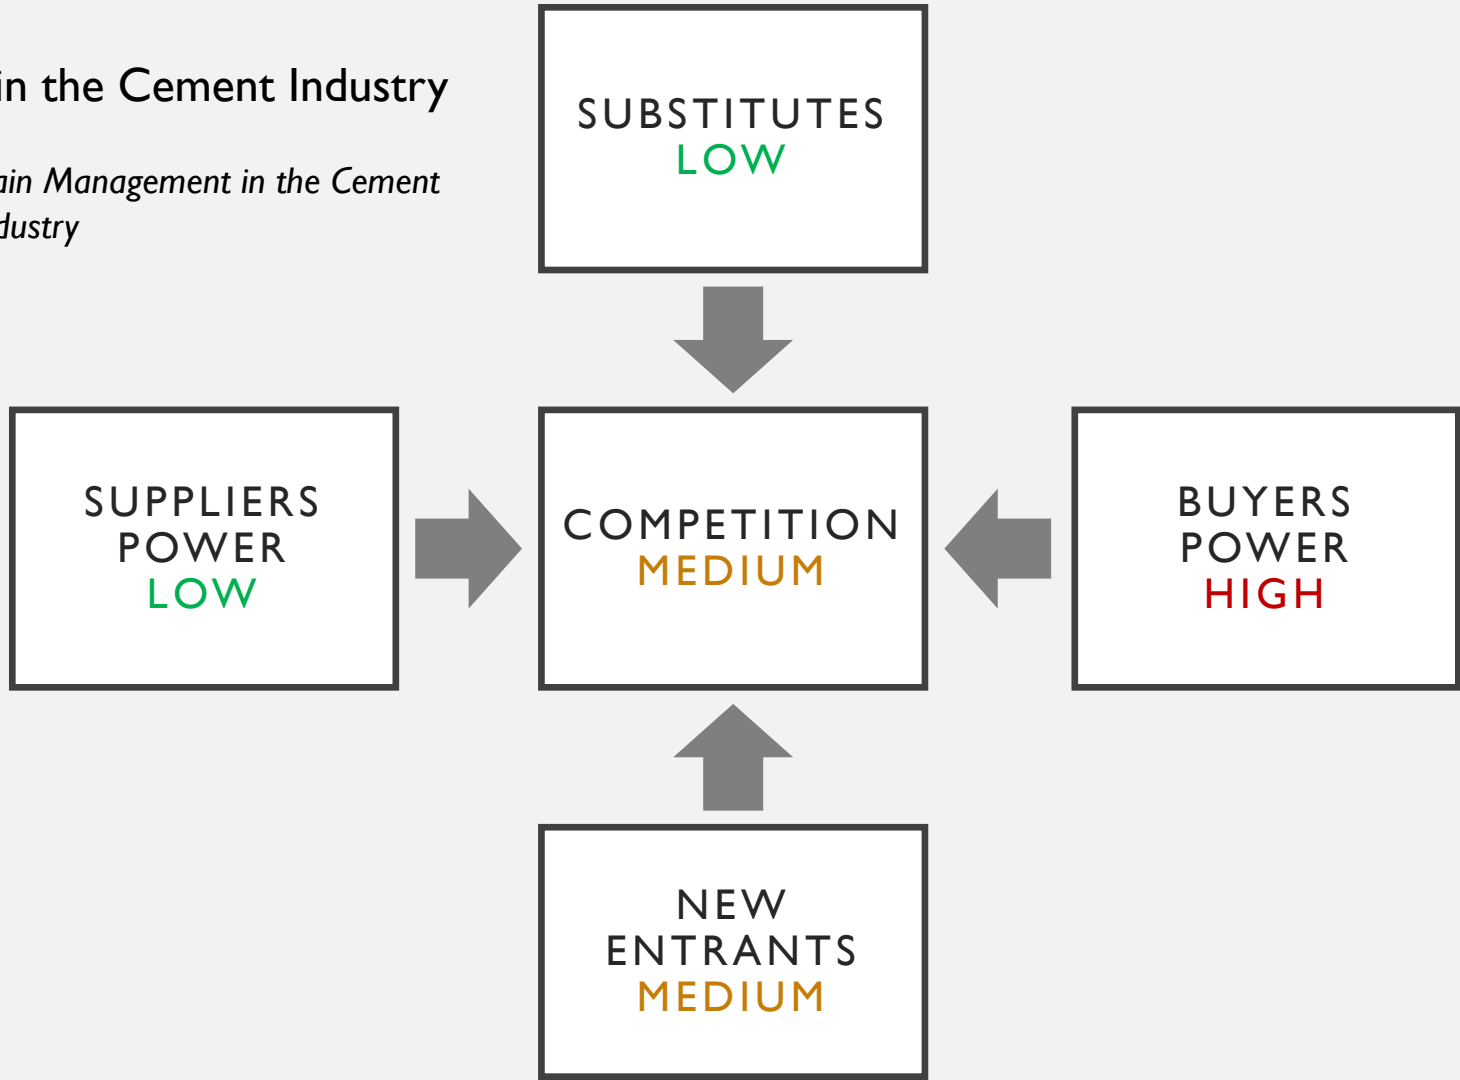 in the Cement Industry
ain Management in the Cement
dustry
SUBSTITUTES
LOW
SUPPLIERS
POWER
LOW
COMPETITION
MEDIUM
BUYERS
POWER
HIGH
NEW
ENTRANTS
MEDIUM